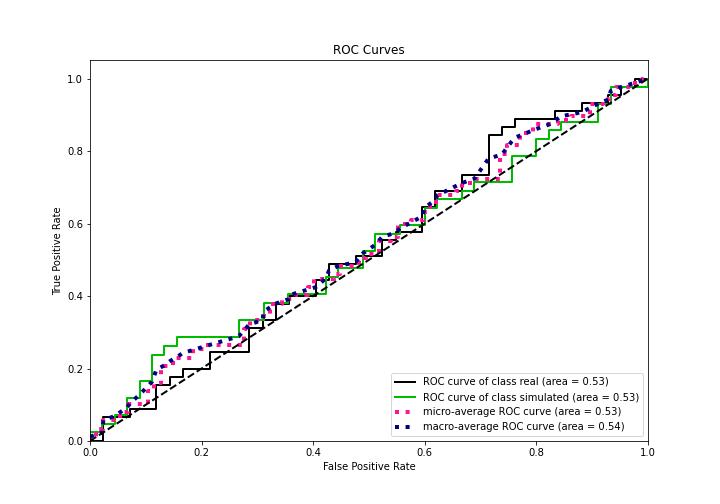 ROC Curves
1.0
0.8
0.6
0.4
0.2
0.0
True Positive Rate
ROC curve of class real (area = 0.53)
ROC curve of class simulated (area = 0.53)
micro-average ROC curve (area = 0.53)
macro-average ROC curve (area = 0.54)
0.0 0.2 0.4 0.6 0.8 1.0
False Positive Rate